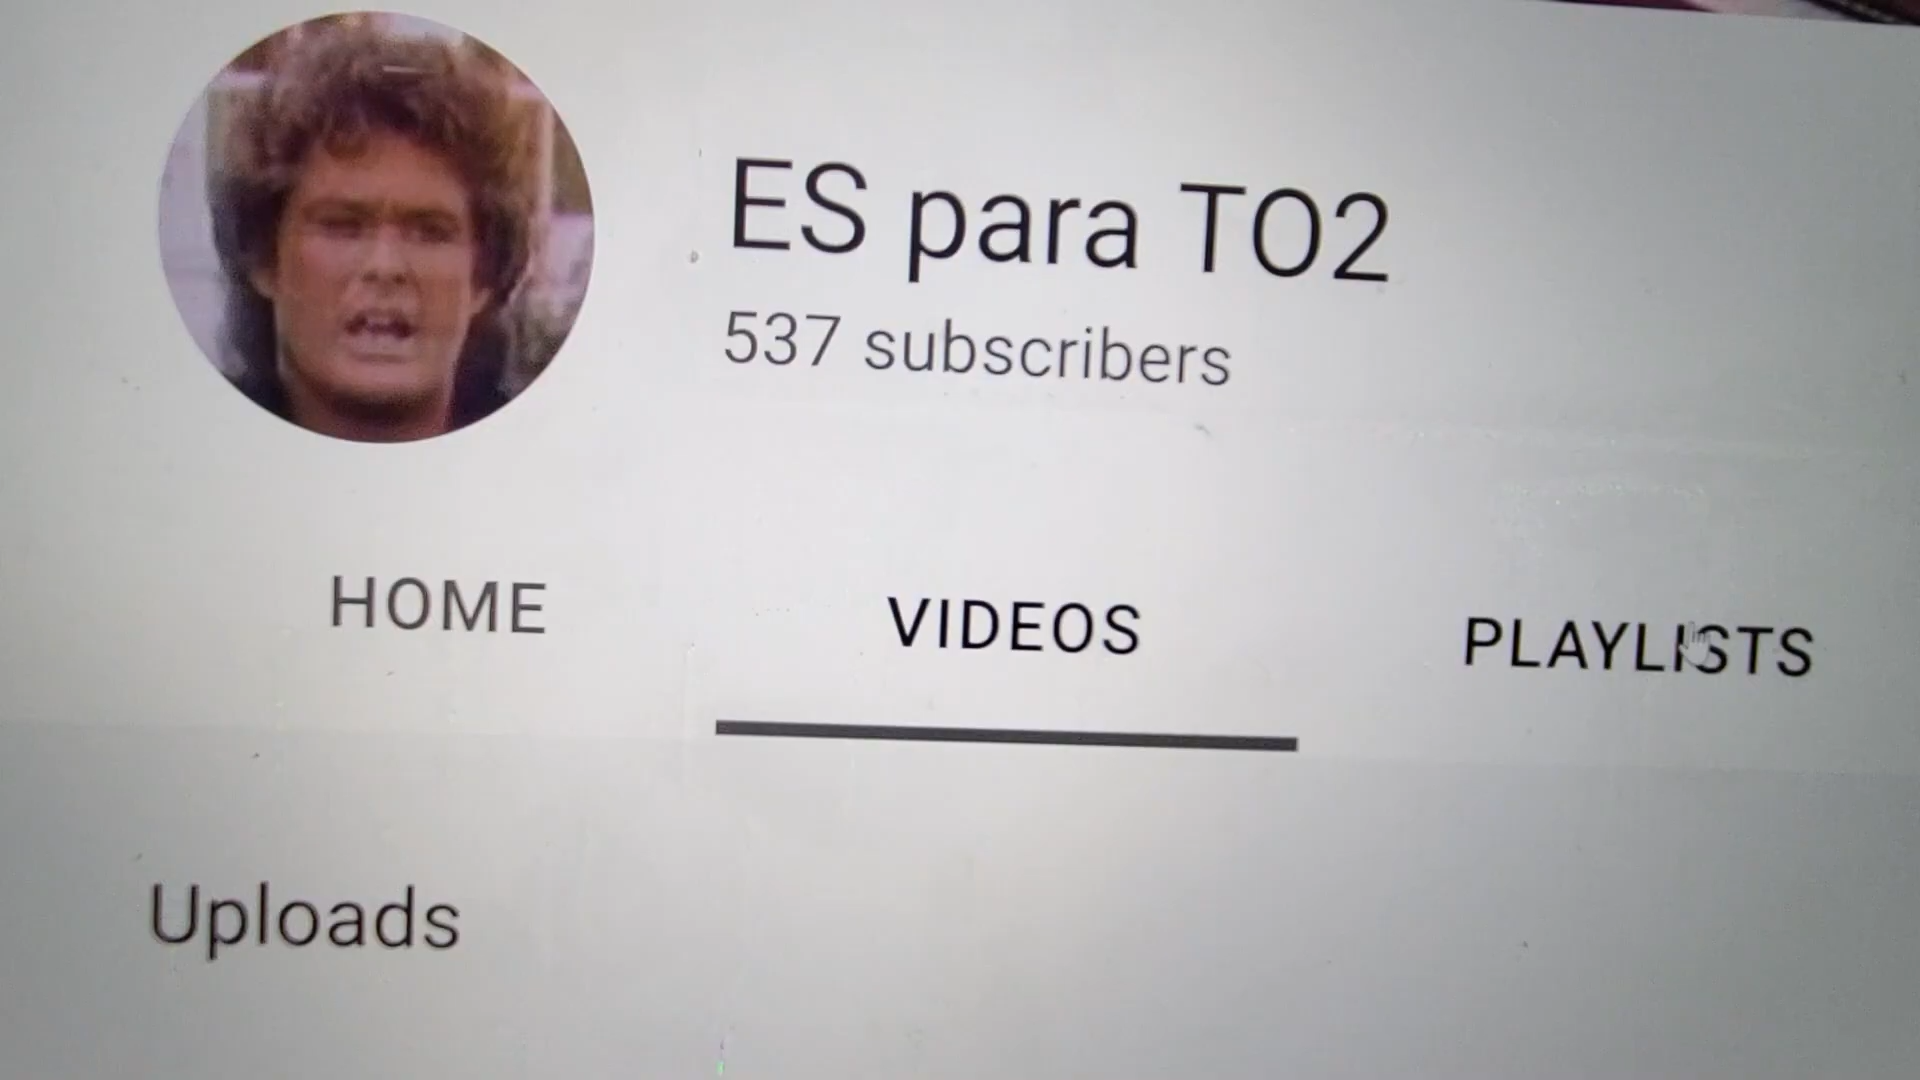 ES para TO2
537 subscribers
HOME
VIDEOS
PLAYLISTS
Uploads